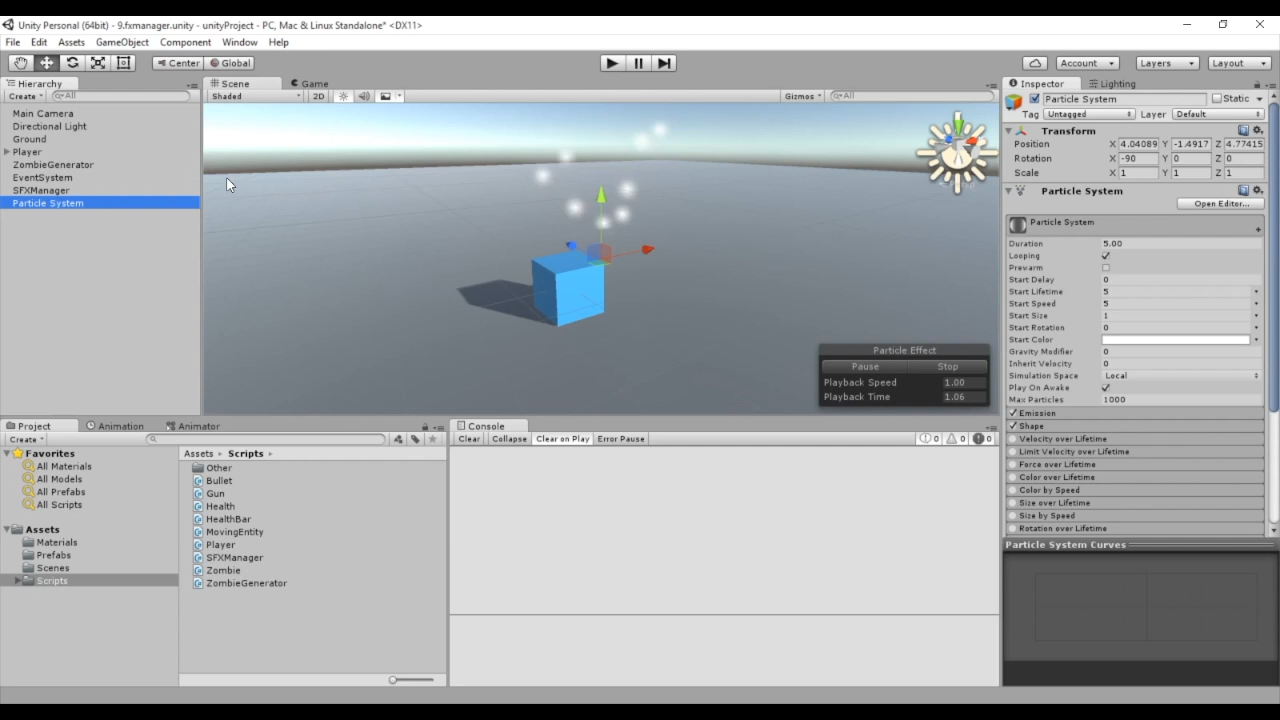 Unity Personal (64bit) - 9.fxmanager.unity - unityProject - PC, Mac & Linux Standalone* <DX11>
File Edit Assets GameObject Component Window Help
Center Global Account Layers Layout
Hierarchy
Create All
Main Camera
Directional Light
Ground
Player
ZombieGenerator
EventSystem
SFXManager
Particle System
Scene Game
Shaded 2D Gizmos All
Particle Effect
Pause Stop
Playback Speed 1.00
Playback Time 1.06
Inspector Lighting
Particle System Static
Tag Untagged Layer Default
Transform
Position X 4.04089 Y -1.4917 Z 4.77415
Rotation X -90 Y 0 Z 0
Scale X 1 Y 1 Z 1
Particle System
Open Editor...
Particle System
Duration 5.00
Looping
Prewarm
Start Delay 0
Start Lifetime 5
Start Speed 5
Start Size 1
Start Rotation 0
Start Color
Gravity Modifier 0
Inherit Velocity 0
Simulation Space Local
Play On Awake
Max Particles 1000
Emission
Shape
Velocity over Lifetime
Limit Velocity over Lifetime
Force over Lifetime
Color over Lifetime
Color by Speed
Size over Lifetime
Size by Speed
Rotation over Lifetime
Particle System Curves
Project Animation Animator
Create
Favorites
All Materials
All Models
All Prefabs
All Scripts
Assets
Materials
Prefabs
Scenes
Scripts
Assets Scripts
Other
Bullet
Gun
Health
HealthBar
MovingEntity
Player
SFXManager
Zombie
ZombieGenerator
Console
Clear Collapse Clear on Play Error Pause 0 0 0